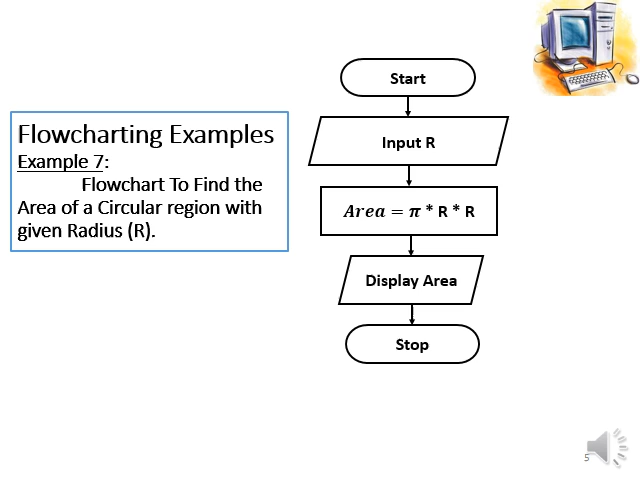 Flowcharting Examples
Example 7:
Flowchart To Find the
Area of a Circular region with
given Radius (R).
Start
Input R
𝑨𝒓𝒆𝒂 = 𝝅 * R * R
Display Area
Stop
5